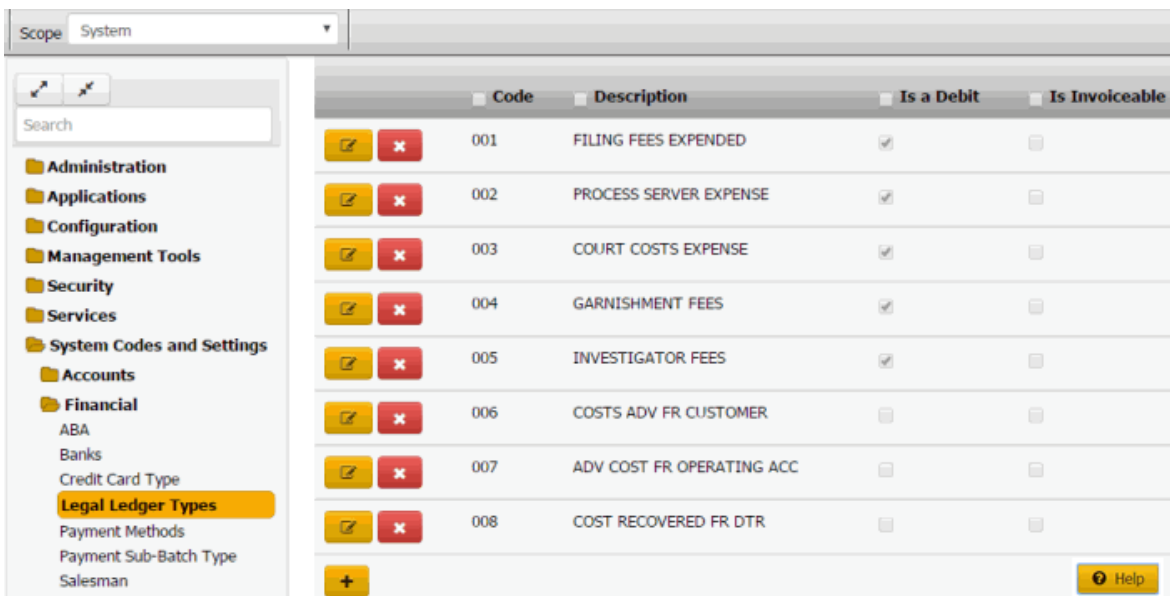 Scope System
Search
Administration
Applications
Configuration
Management Tools
Security
Services
System Codes and Settings
Accounts
Financial
ABA
Banks
Credit Card Type
Legal Ledger Types
Payment Methods
Payment Sub-Batch Type
Salesman
Code Description Is a Debit Is Invoiceable
001 FILING FEES EXPENDED
002 PROCESS SERVER EXPENSE
003 COURT COSTS EXPENSE
004 GARNISHMENT FEES
005 INVESTIGATOR FEES
006 COSTS ADV FR CUSTOMER
007 ADV COST FR OPERATING ACC
008 COST RECOVERED FR DTR
Help